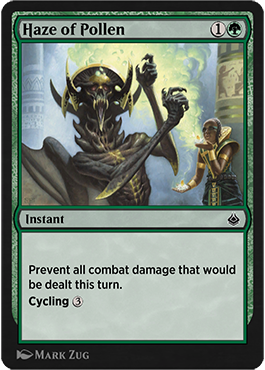 Haze of Pollen 1
Instant
Prevent all combat damage that would
be dealt this turn.
Cycling 3
Mark Zug